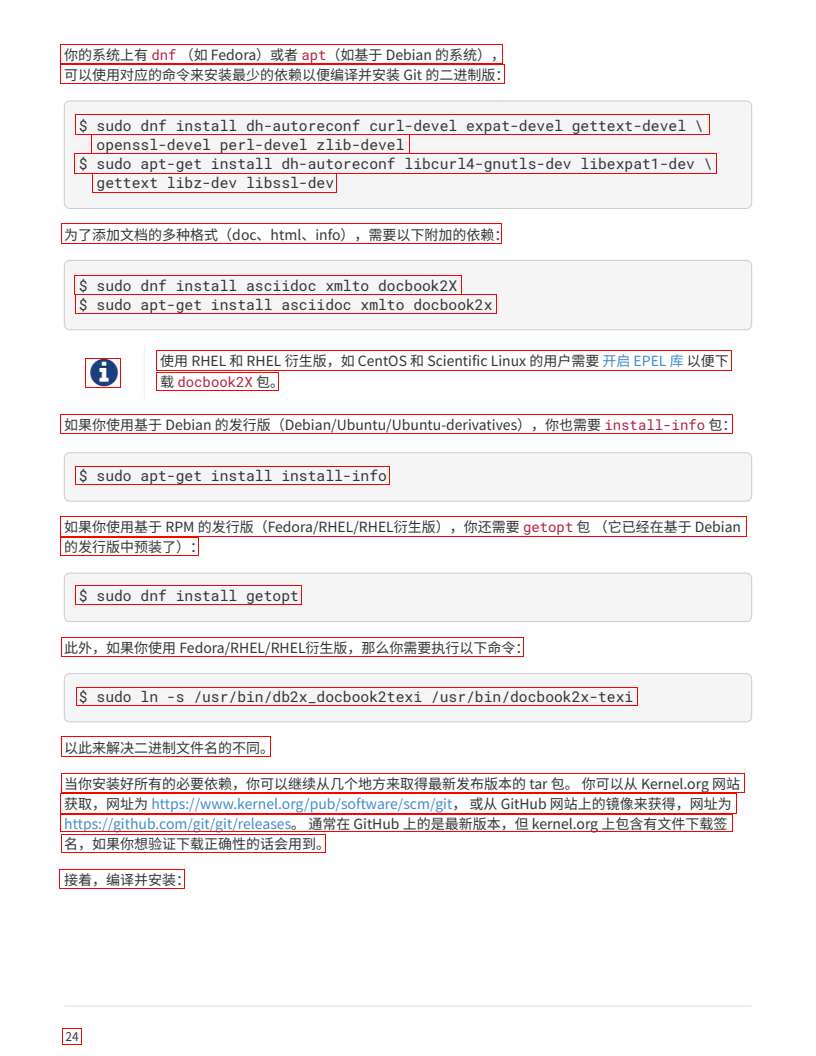 你的系统上有 dnf （如 Fedora）或者 apt（如基于 Debian 的系统），
可以使用对应的命令来安装最少的依赖以便编译并安装 Git 的二进制版：
$ sudo dnf install dh-autoreconf curl-devel expat-devel gettext-devel \
openssl-devel perl-devel zlib-devel
$ sudo apt-get install dh-autoreconf libcurl4-gnutls-dev libexpat1-dev \
gettext libz-dev libssl-dev
为了添加文档的多种格式（doc、html、info），需要以下附加的依赖：
$ sudo dnf install asciidoc xmlto docbook2X
$ sudo apt-get install asciidoc xmlto docbook2x
使用 RHEL 和 RHEL 衍生版，如 CentOS 和 Scientific Linux 的用户需要 开启 EPEL 库 以便下
载 docbook2X 包。
如果你使用基于 Debian 的发行版（Debian/Ubuntu/Ubuntu-derivatives），你也需要 install-info 包：
$ sudo apt-get install install-info
如果你使用基于 RPM 的发行版（Fedora/RHEL/RHEL衍生版），你还需要 getopt 包 （它已经在基于 Debian
的发行版中预装了）：
$ sudo dnf install getopt
此外，如果你使用 Fedora/RHEL/RHEL衍生版，那么你需要执行以下命令：
$ sudo ln -s /usr/bin/db2x_docbook2texi /usr/bin/docbook2x-texi
以此来解决二进制文件名的不同。
当你安装好所有的必要依赖，你可以继续从几个地方来取得最新发布版本的 tar 包。 你可以从 Kernel.org 网站
获取，网址为 https://www.kernel.org/pub/software/scm/git， 或从 GitHub 网站上的镜像来获得，网址为
https://github.com/git/git/releases。 通常在 GitHub 上的是最新版本，但 kernel.org 上包含有文件下载签
名，如果你想验证下载正确性的话会用到。
接着，编译并安装：
24